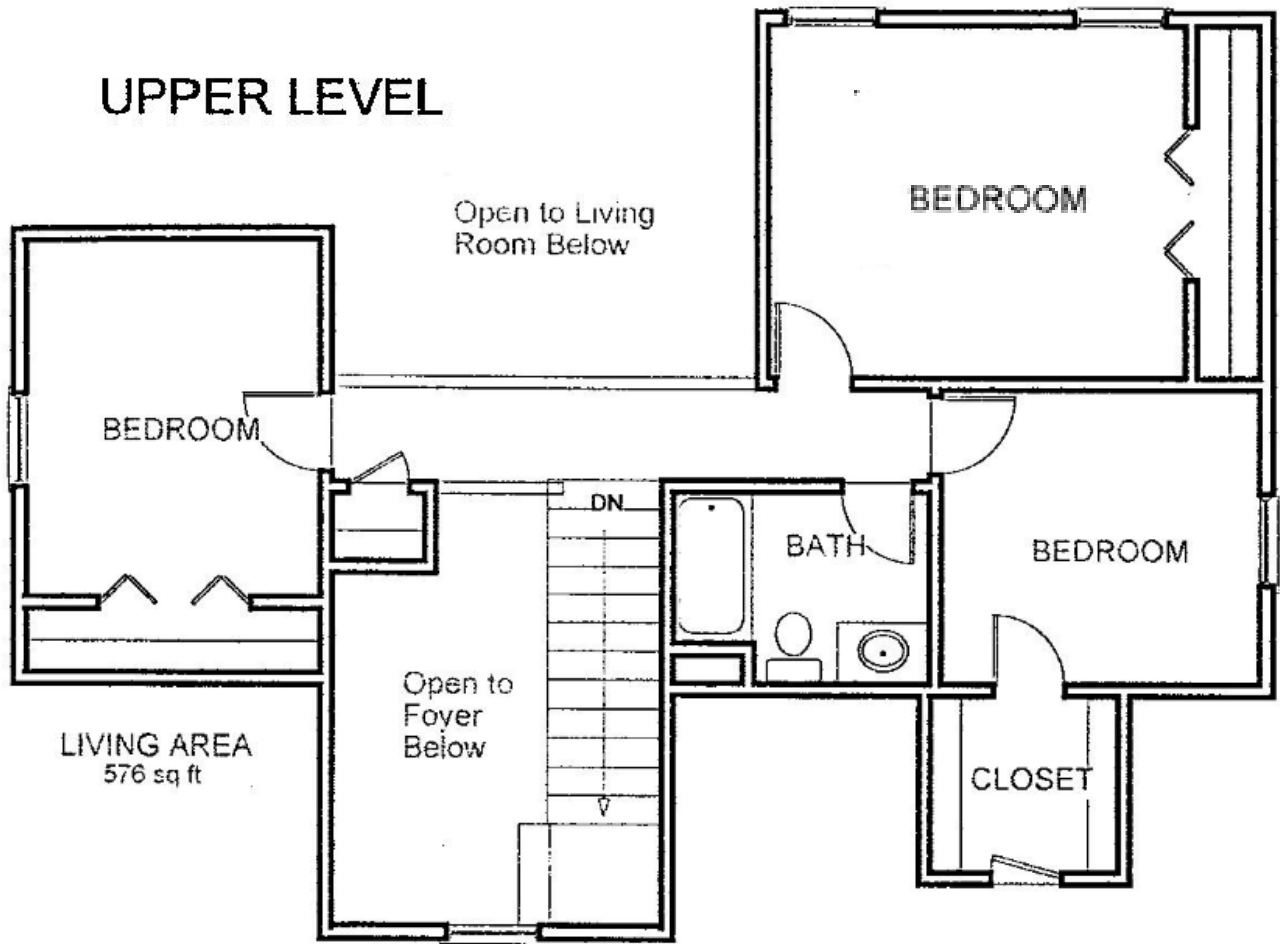 UPPER LEVEL
Open to Living
Room Below
BEDROOM
BEDROOM
DN
BATH
BEDROOM
Open to
Foyer
Below
LIVING AREA
576 sq ft
CLOSET